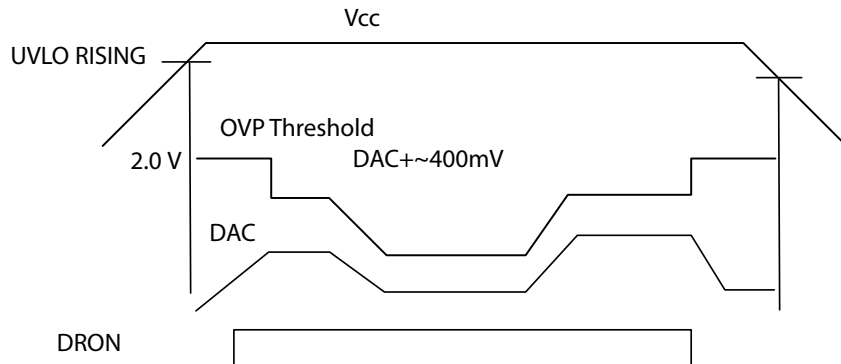 Vcc
UVLO RISING
OVP Threshold
2.0 V
DAC+~400mV
DAC
DRON